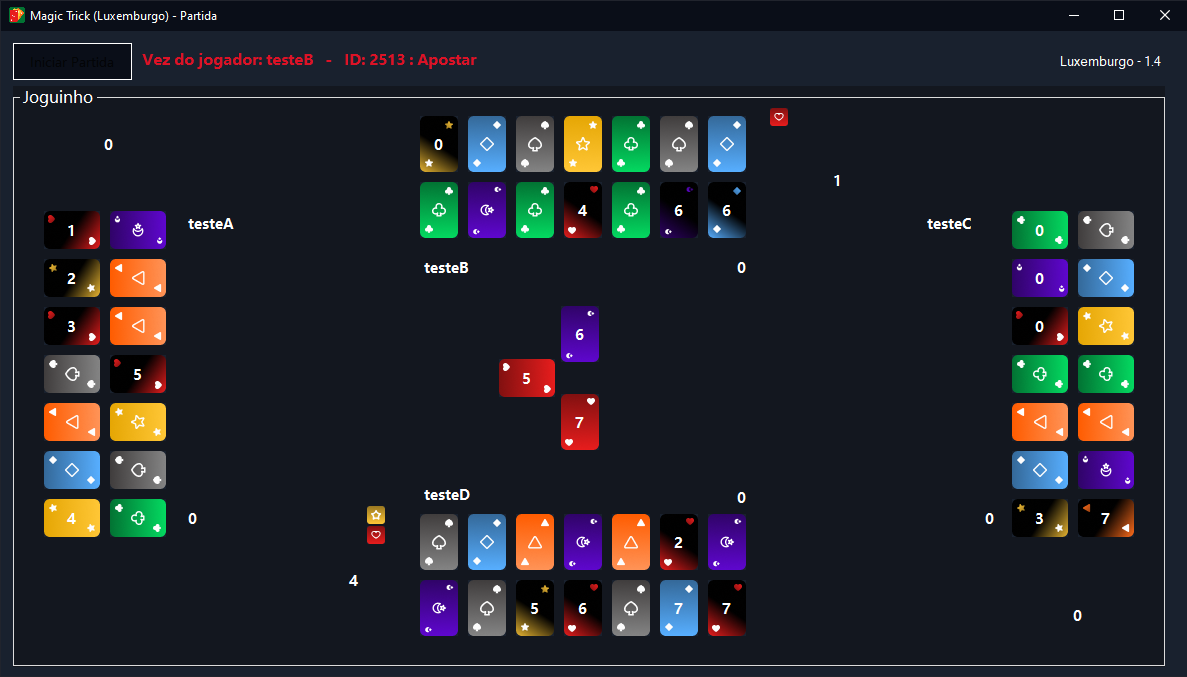 Magic Trick (Luxemburgo) - Partida
Iniciar Partida
Vez do jogador: testeB - ID: 2513 : Apostar
Luxemburgo - 1.4
Joguinho
0
0
1
4 6 6
testeA
testeC
testeB 0
1
2
3
5
4
0
0
0
0
3 7
6
5
7
testeD 0
0
0
2
4
5 6 7 7
0